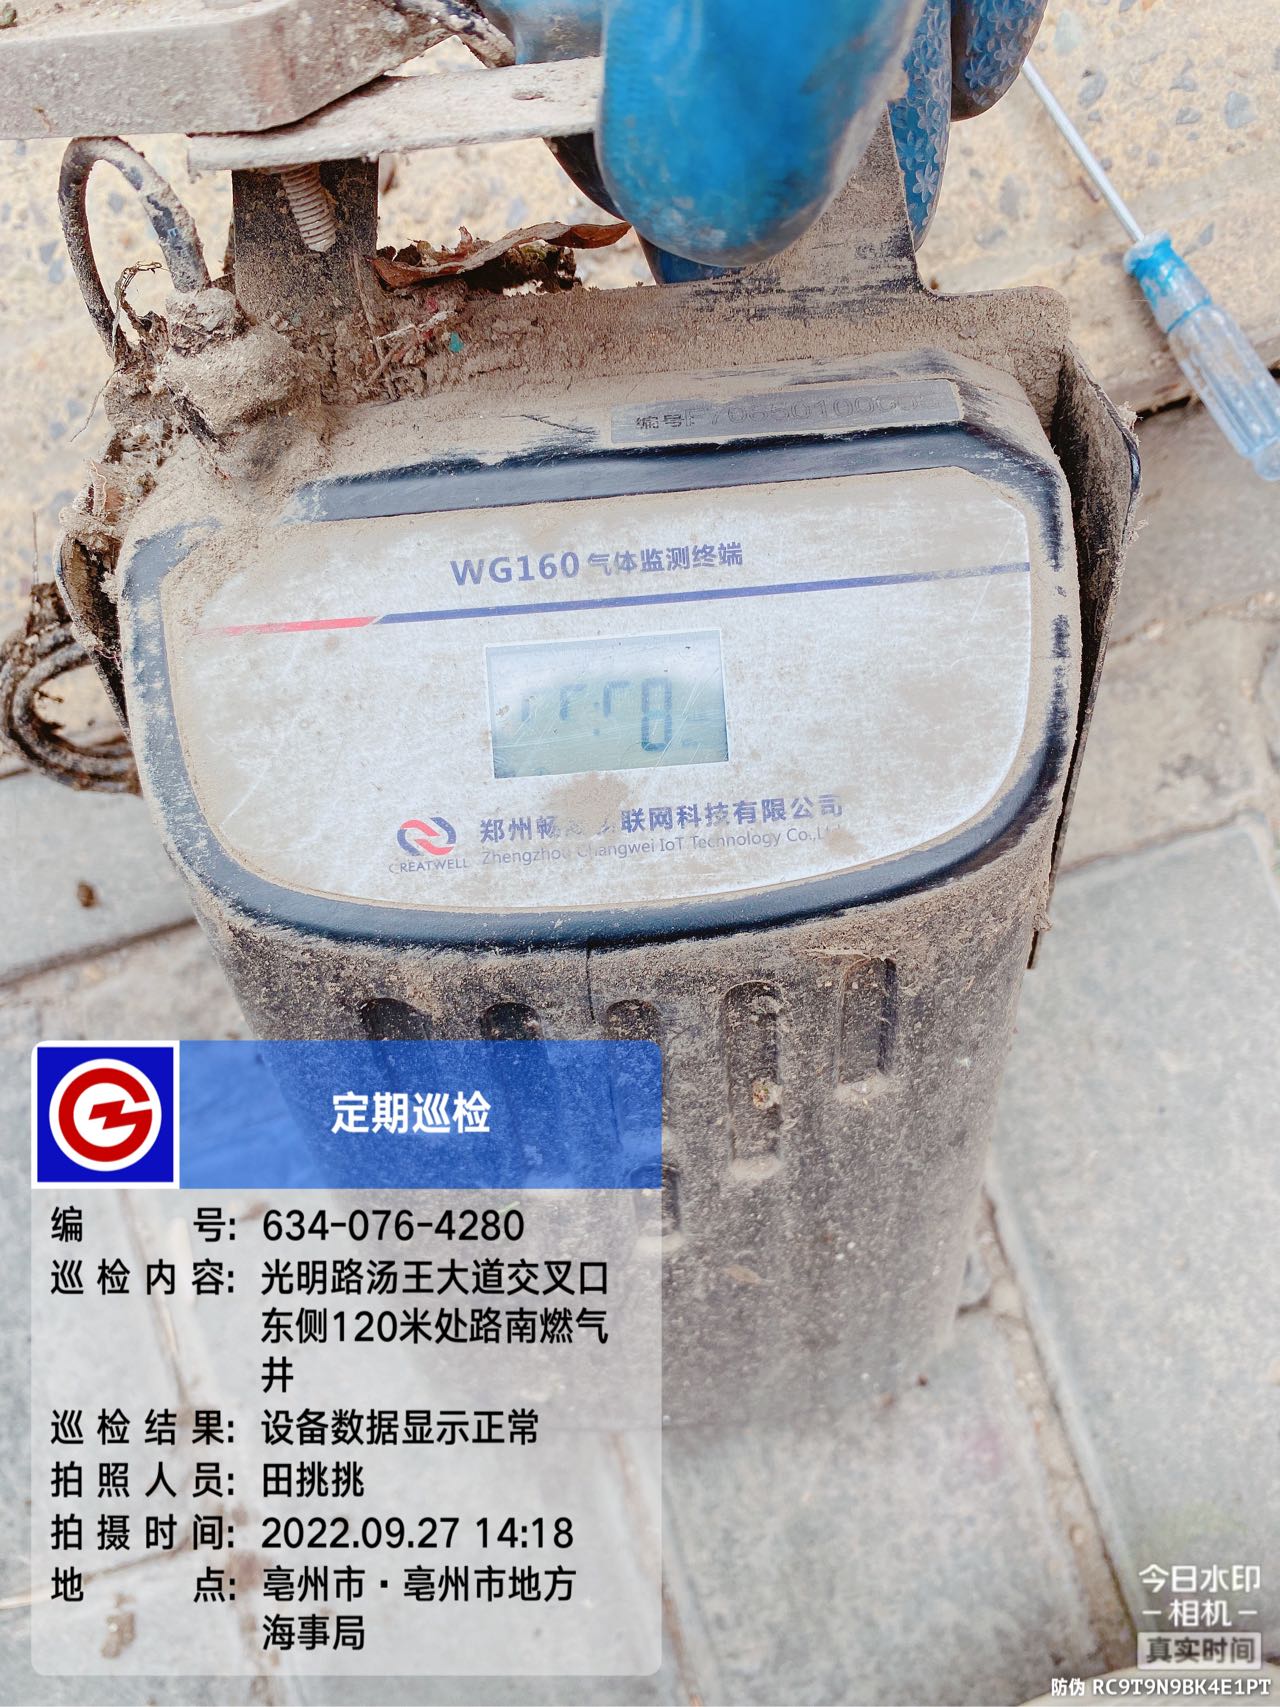 WG160气体监测终端
CREATWELL
联网科技有限公司
Changwei IoT Technology Co.,Ltd
定期巡检
编号: 634-076-4280
巡检内容: 光明路汤王大道交叉口
东侧120米处路南燃气
井
巡检结果: 设备数据显示正常
拍照人员: 田挑挑
拍摄时间: 2022.09.27 14:18
地点: 亳州市·亳州市地方
海事局
今日水印
-相机-
真实时间
防伪 RC9T9N9BK4E1PT